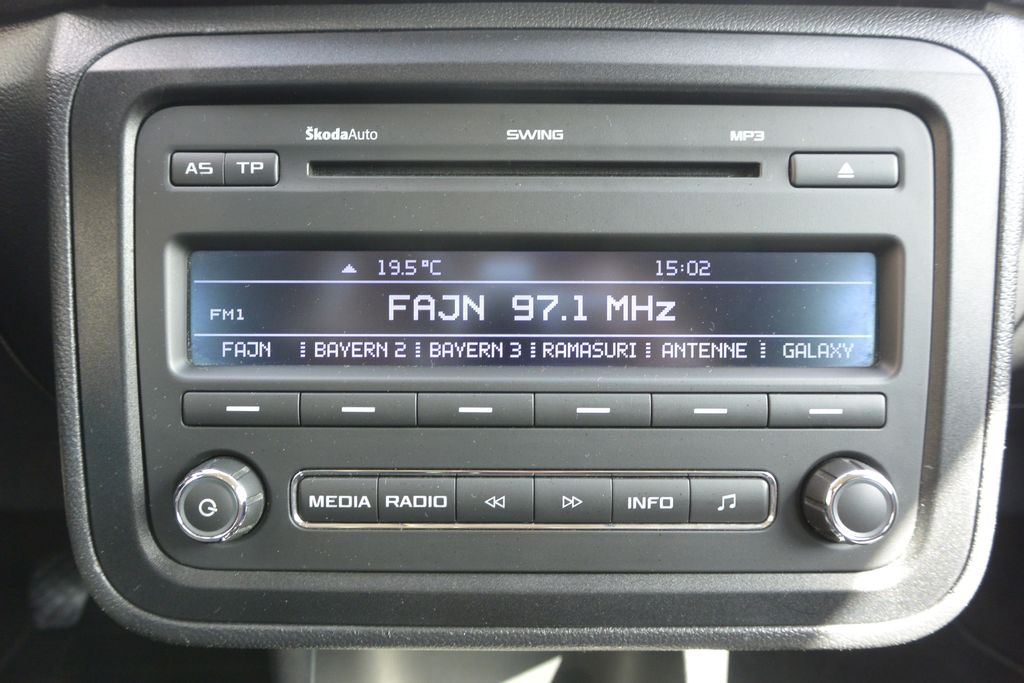 ŠkodaAuto SWING MP3
AS TP
19.5°C 15:02
FM1 FAJN 97.1 MHz
FAJN BAYERN 2 BAYERN 3 RAMASURI ANTENNE GALAXY
MEDIA RADIO INFO